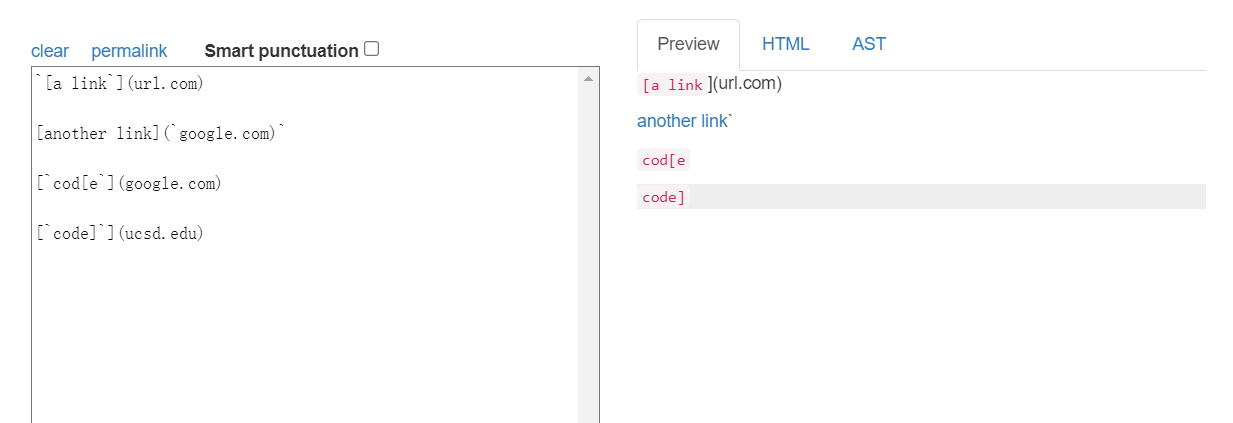 clear permalink Smart punctuation
`[a link`](url.com)
[another link](`google.com)`
[`cod[e`](google.com)
[`code]`](ucsd.edu)
Preview HTML AST
[a link](url.com)
another link`
cod[e
code]